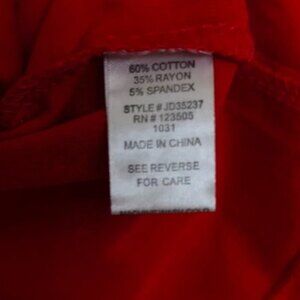 60% COTTON
35% RAYON
5% SPANDEX
STYLE # JD35237
RN # 123505
1031
MADE IN CHINA
SEE REVERSE
FOR CARE